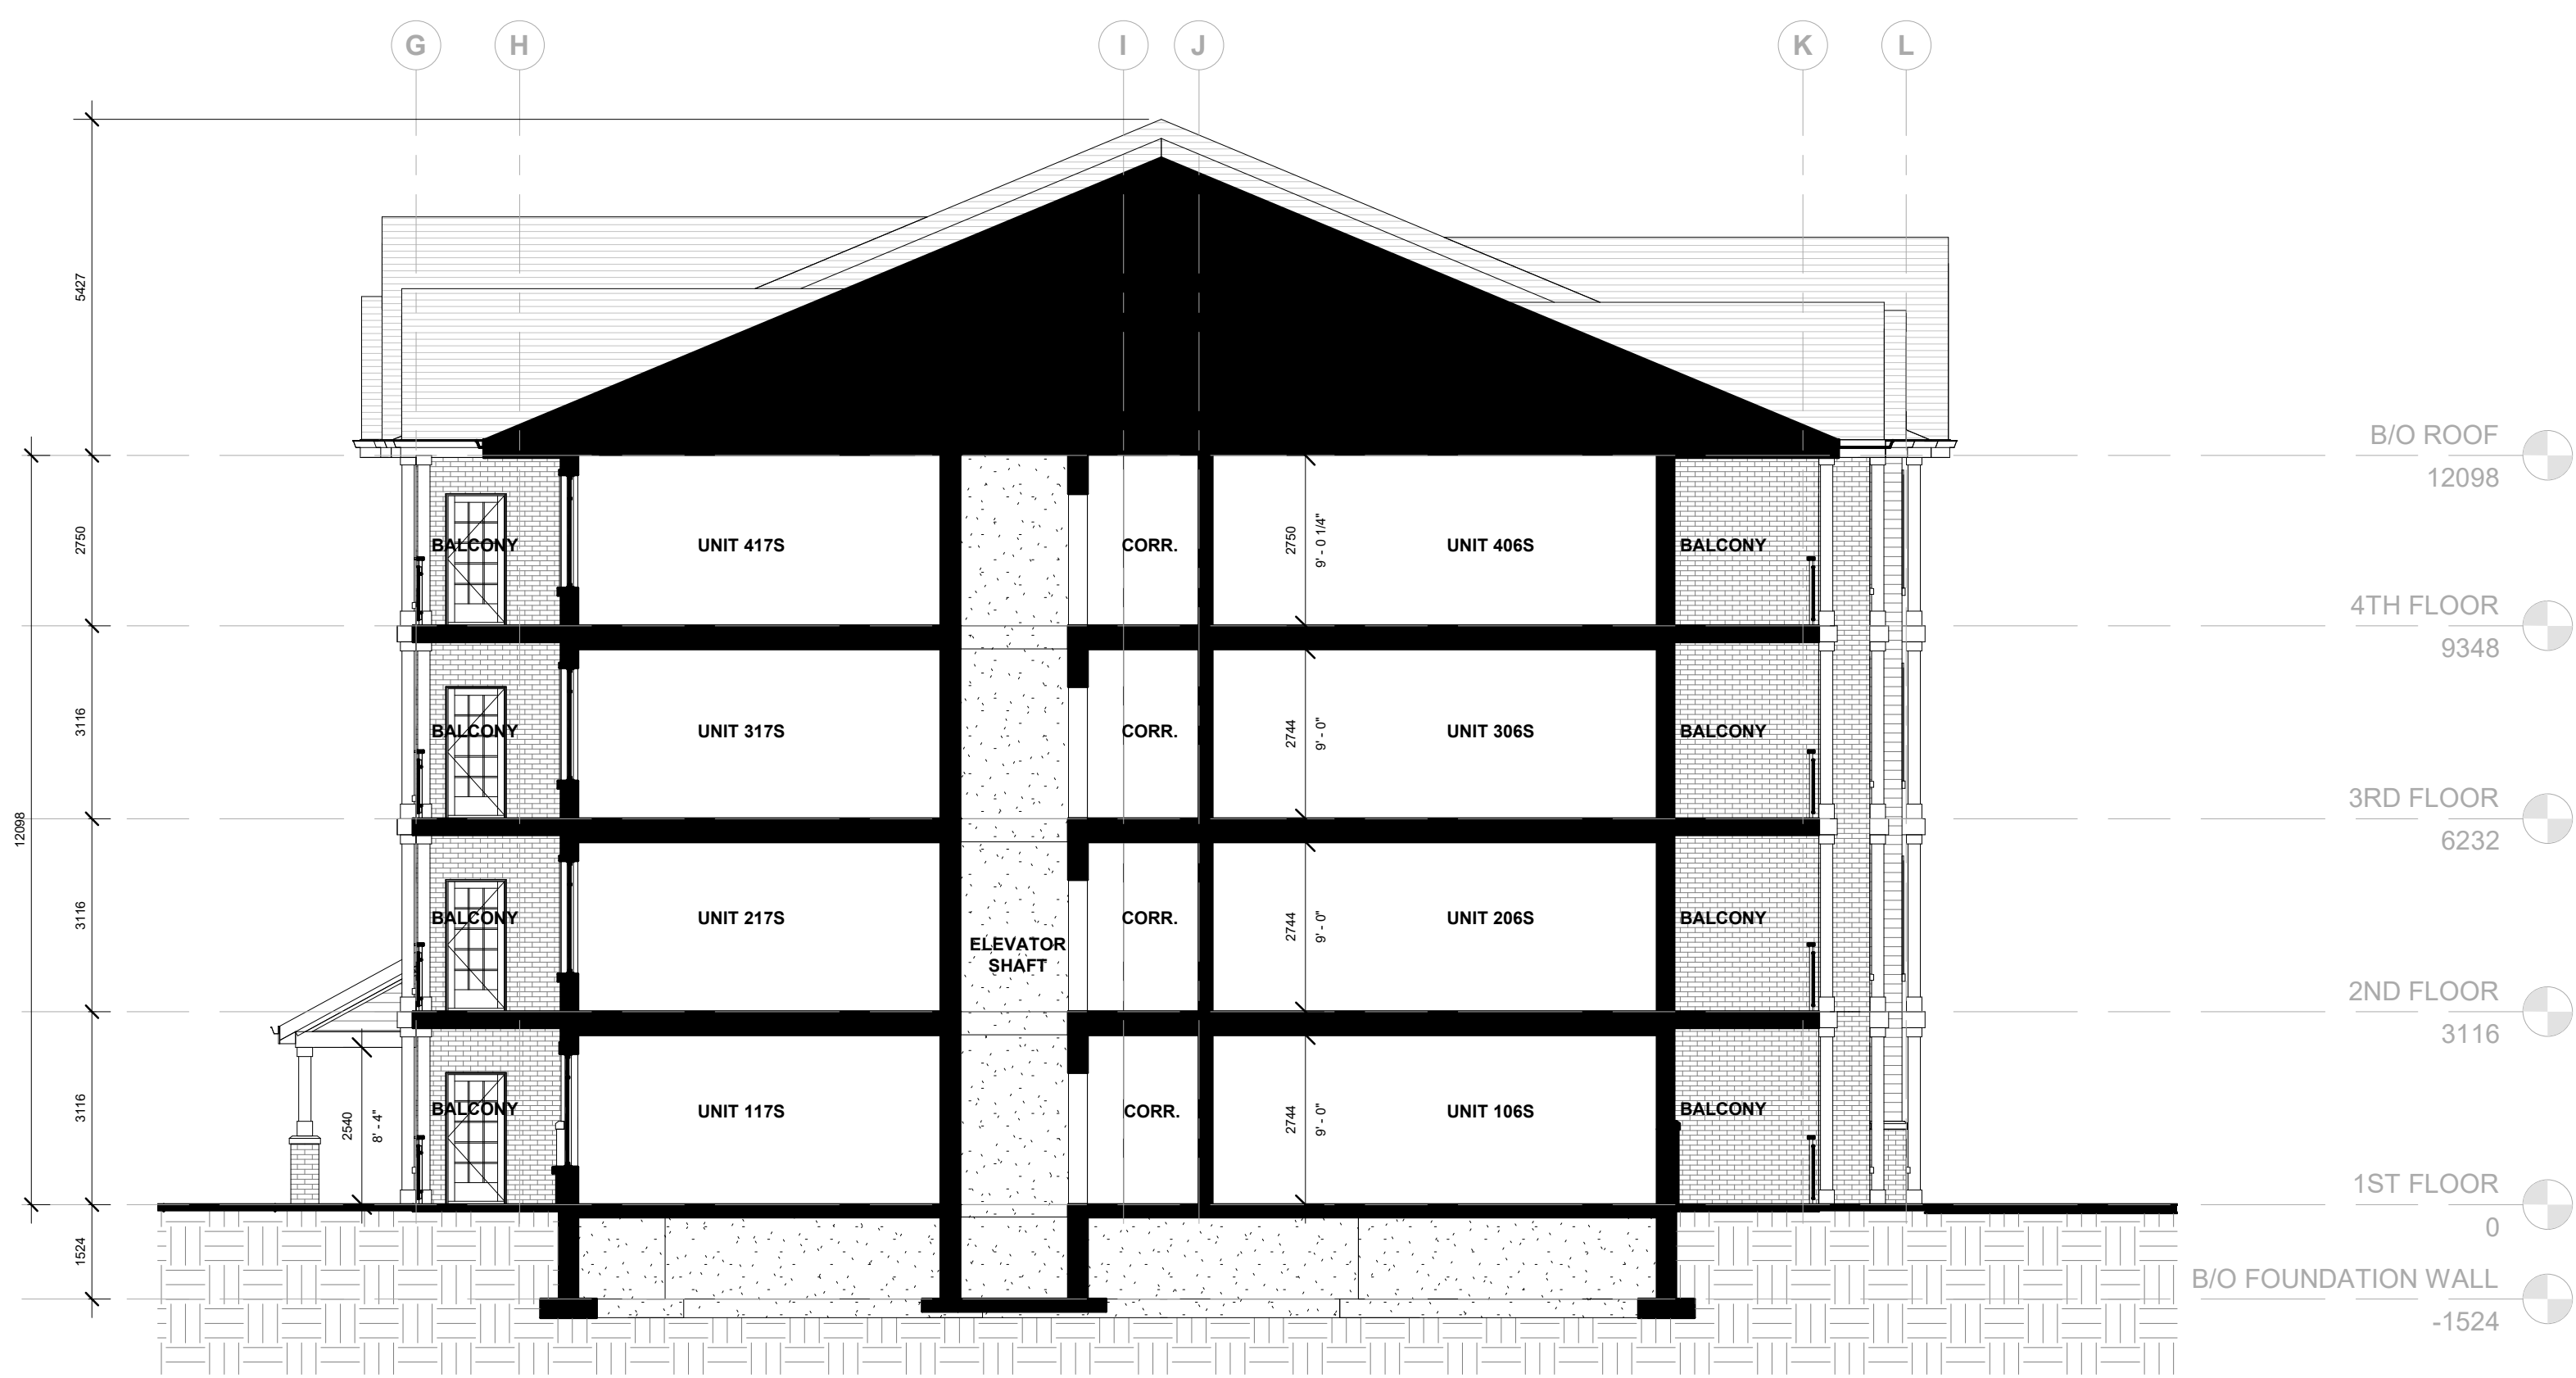 G H I J K L
5427
B/O ROOF
12098
2750
BALCONY UNIT 417S CORR. 2750 9' - 0 1/4" UNIT 406S BALCONY
4TH FLOOR
9348
3116
BALCONY UNIT 317S CORR. 2744 9' - 0" UNIT 306S BALCONY
12098
3RD FLOOR
6232
3116
BALCONY UNIT 217S CORR. 2744 9' - 0" UNIT 206S BALCONY
ELEVATOR
SHAFT
2ND FLOOR
3116
3116
2540 8' - 4" BALCONY UNIT 117S CORR. 2744 9' - 0" UNIT 106S BALCONY
1ST FLOOR
0
1524
B/O FOUNDATION WALL
-1524